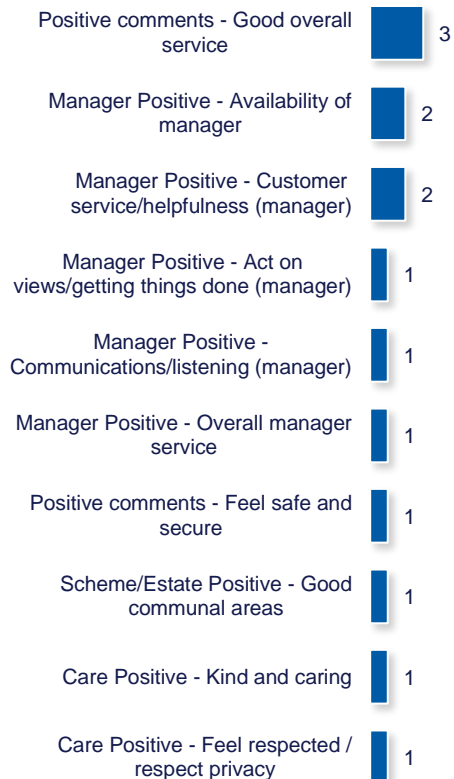 Positive comments - Good overall
service
3
Manager Positive - Availability of
manager
2
Manager Positive - Customer
service/helpfulness (manager)
2
Manager Positive - Act on
views/getting things done (manager)
1
Manager Positive -
Communications/listening (manager)
1
Manager Positive - Overall manager
service
1
Positive comments - Feel safe and
secure
1
Scheme/Estate Positive - Good
communal areas
1
Care Positive - Kind and caring
1
Care Positive - Feel respected /
respect privacy
1